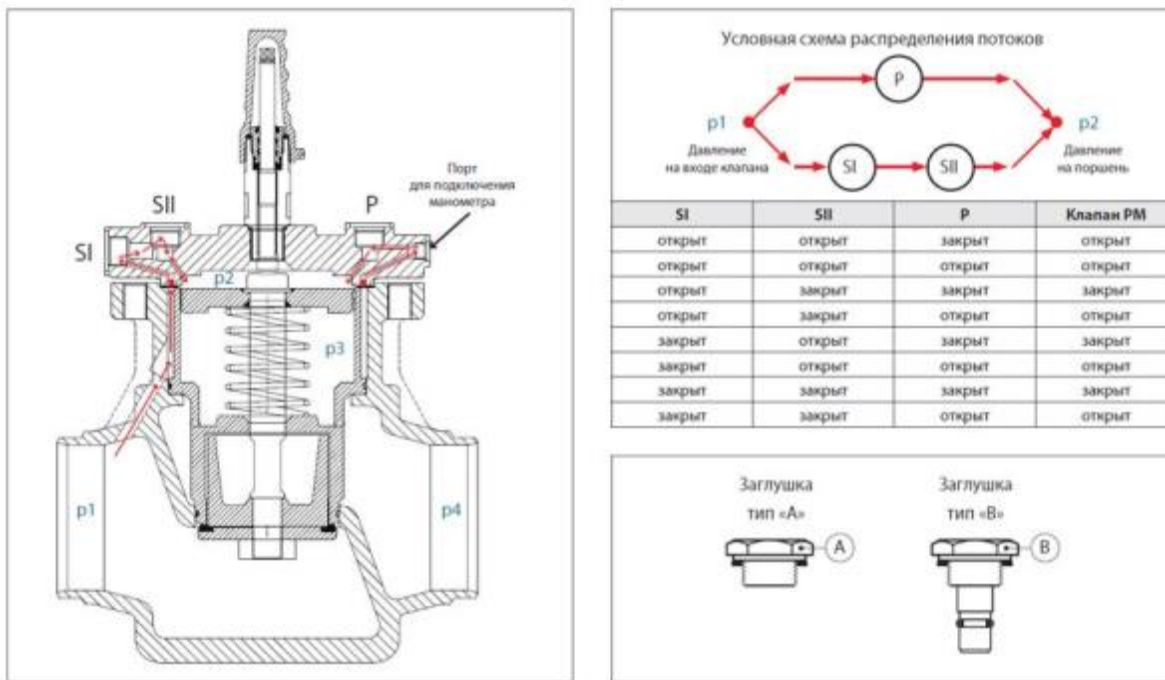 SII
P
Порт
для подключения
манометра
SI
p2
p3
p1
p4
Условная схема распределения потоков
P
p1
p2
Давление
на входе клапана
SI
SII
Давление
на поршень
SI SII P Клапан РМ
открыт открыт закрыт открыт
открыт открыт открыт открыт
открыт закрыт закрыт закрыт
открыт закрыт открыт открыт
закрыт открыт закрыт закрыт
закрыт открыт открыт открыт
закрыт закрыт закрыт закрыт
закрыт закрыт открыт открыт
Заглушка
тип «А»
A
Заглушка
тип «В»
B